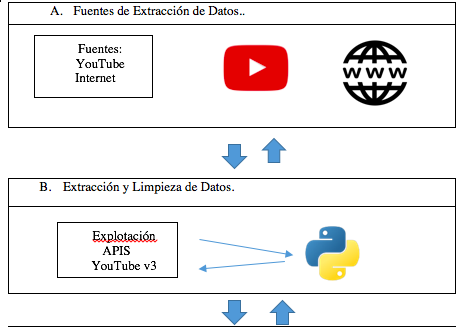 A. Fuentes de Extracción de Datos..
Fuentes:
YouTube
Internet
WWW
B. Extracción y Limpieza de Datos.
Explotación
APIS
YouTube v3